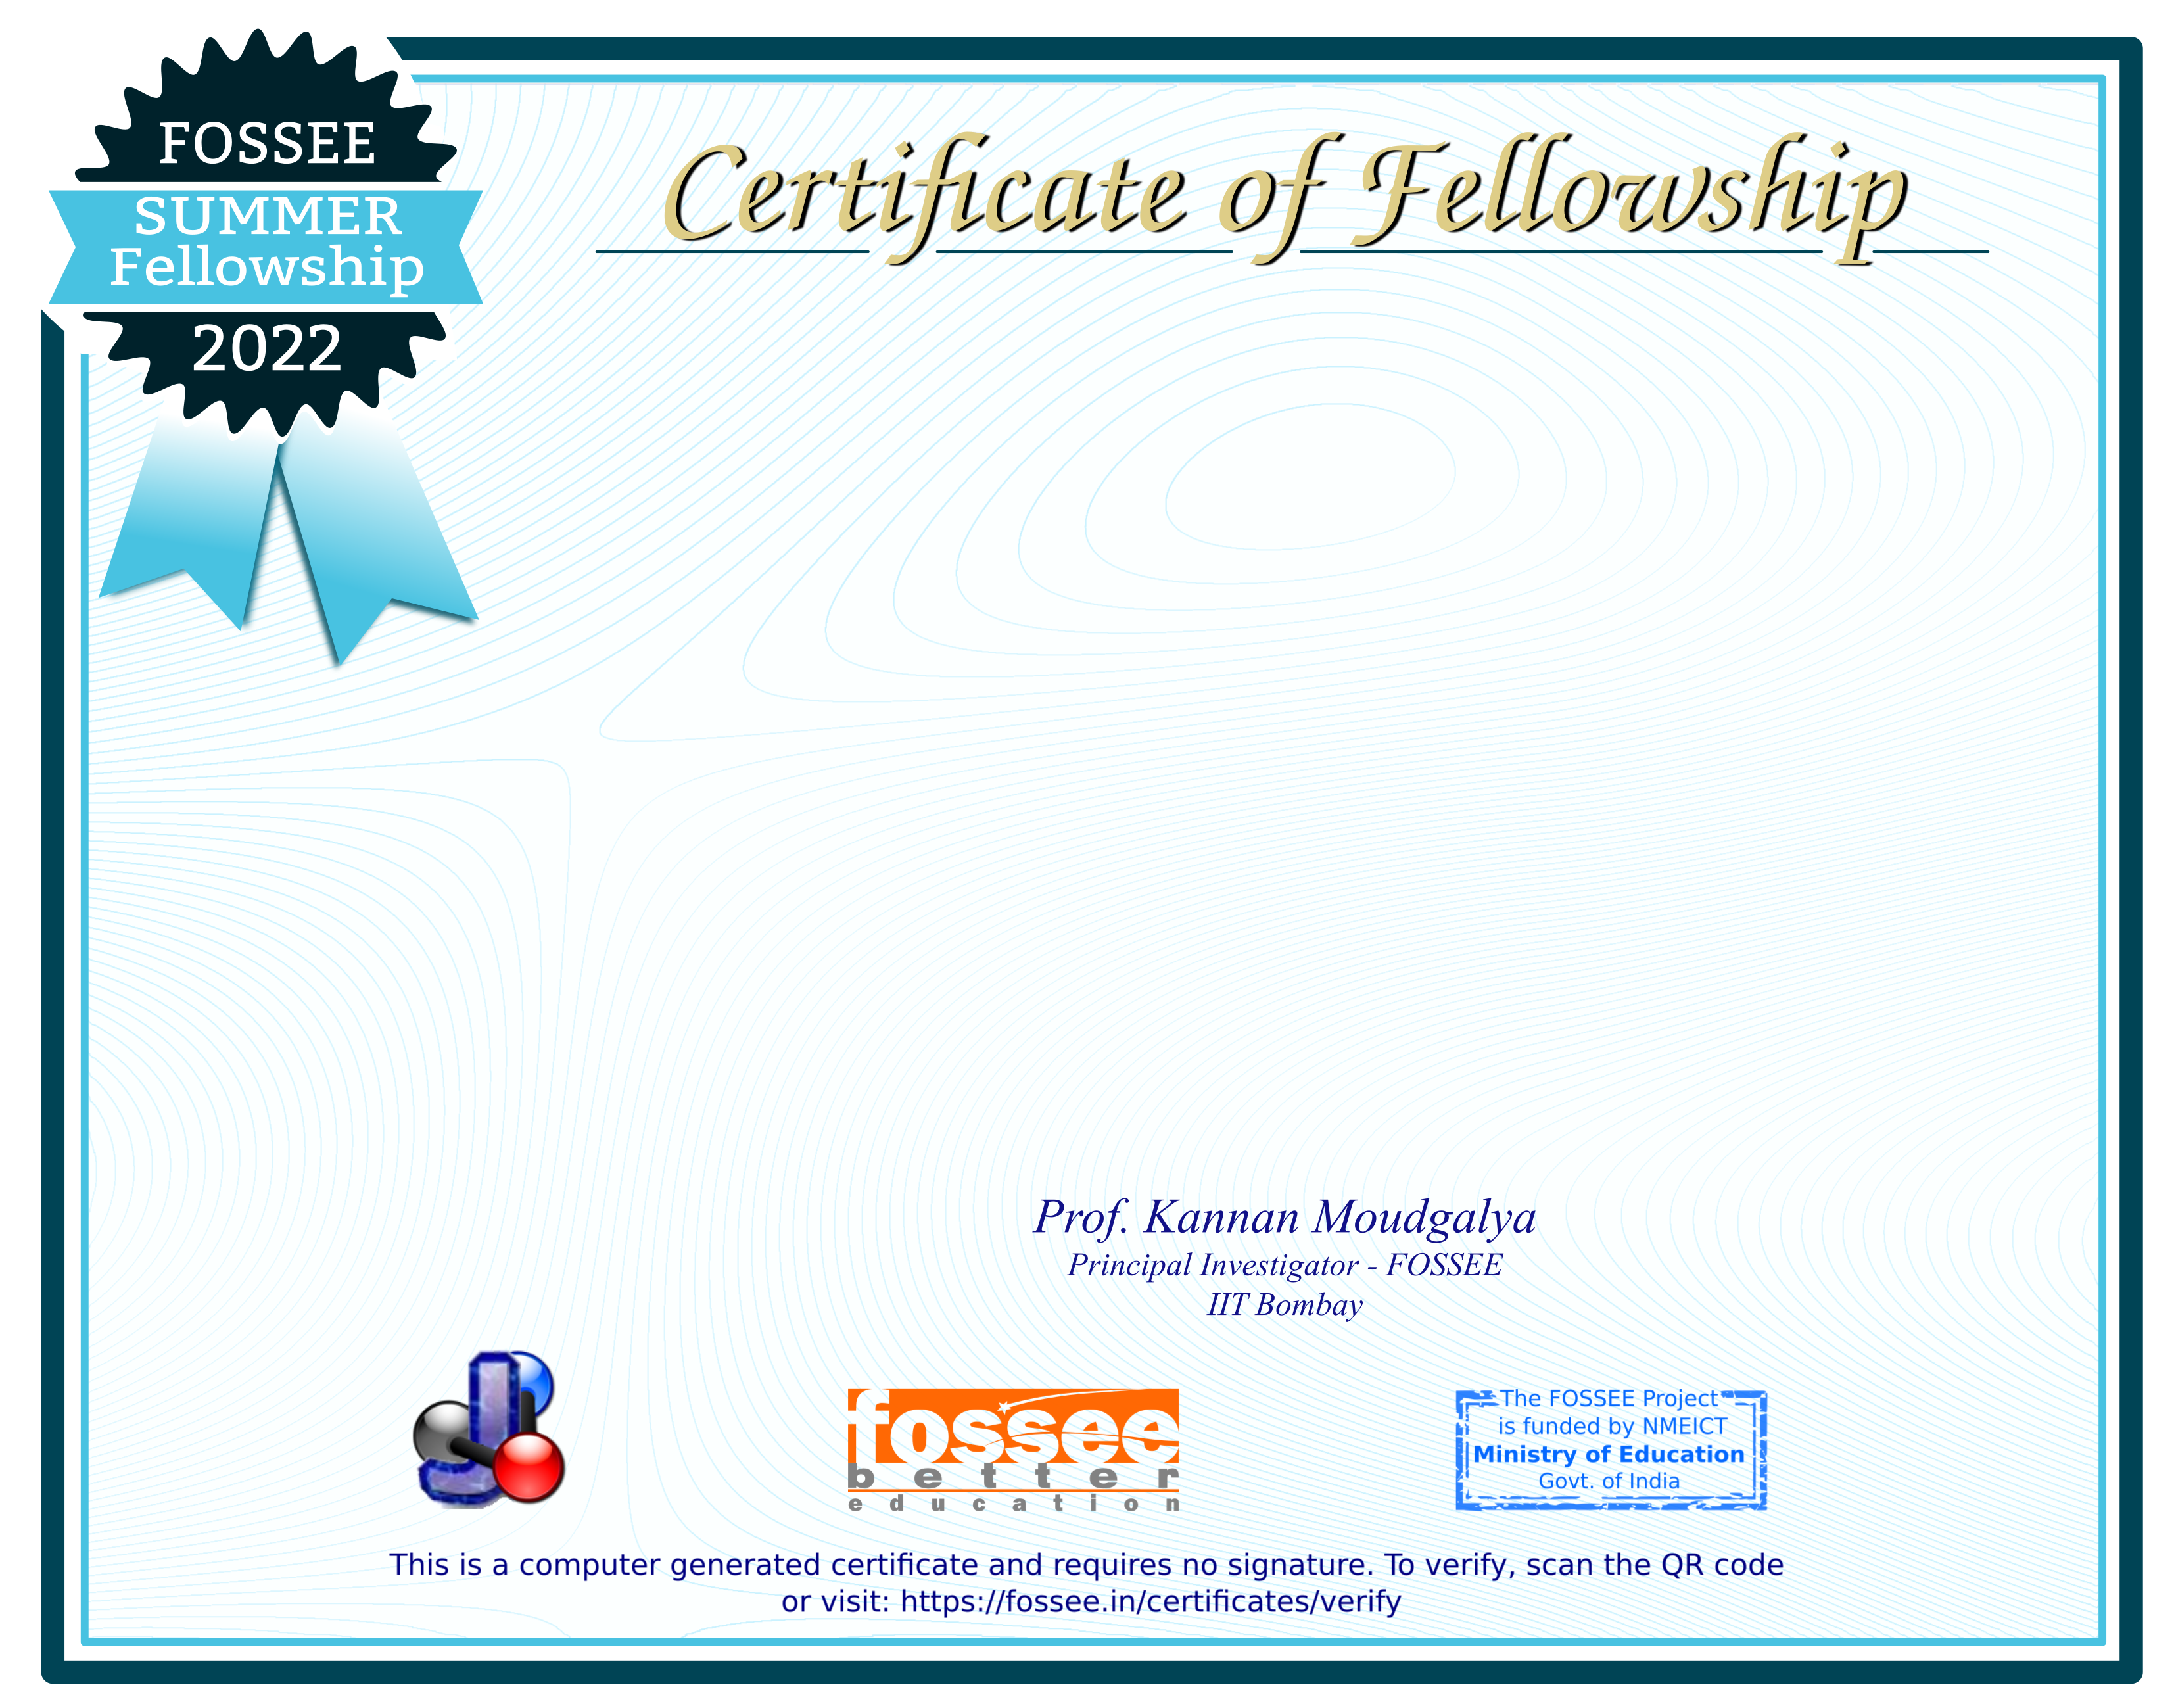 FOSSEE
SUMMER
Fellowship
2022
Certificate of Fellowship
Prof. Kannan Moudgalya
Principal Investigator - FOSSEE
IIT Bombay
J
fossee
better
education
The FOSSEE Project
is funded by NMEICT
Ministry of Education
Govt. of India
This is a computer generated certificate and requires no signature. To verify, scan the QR code
or visit: https://fossee.in/certificates/verify